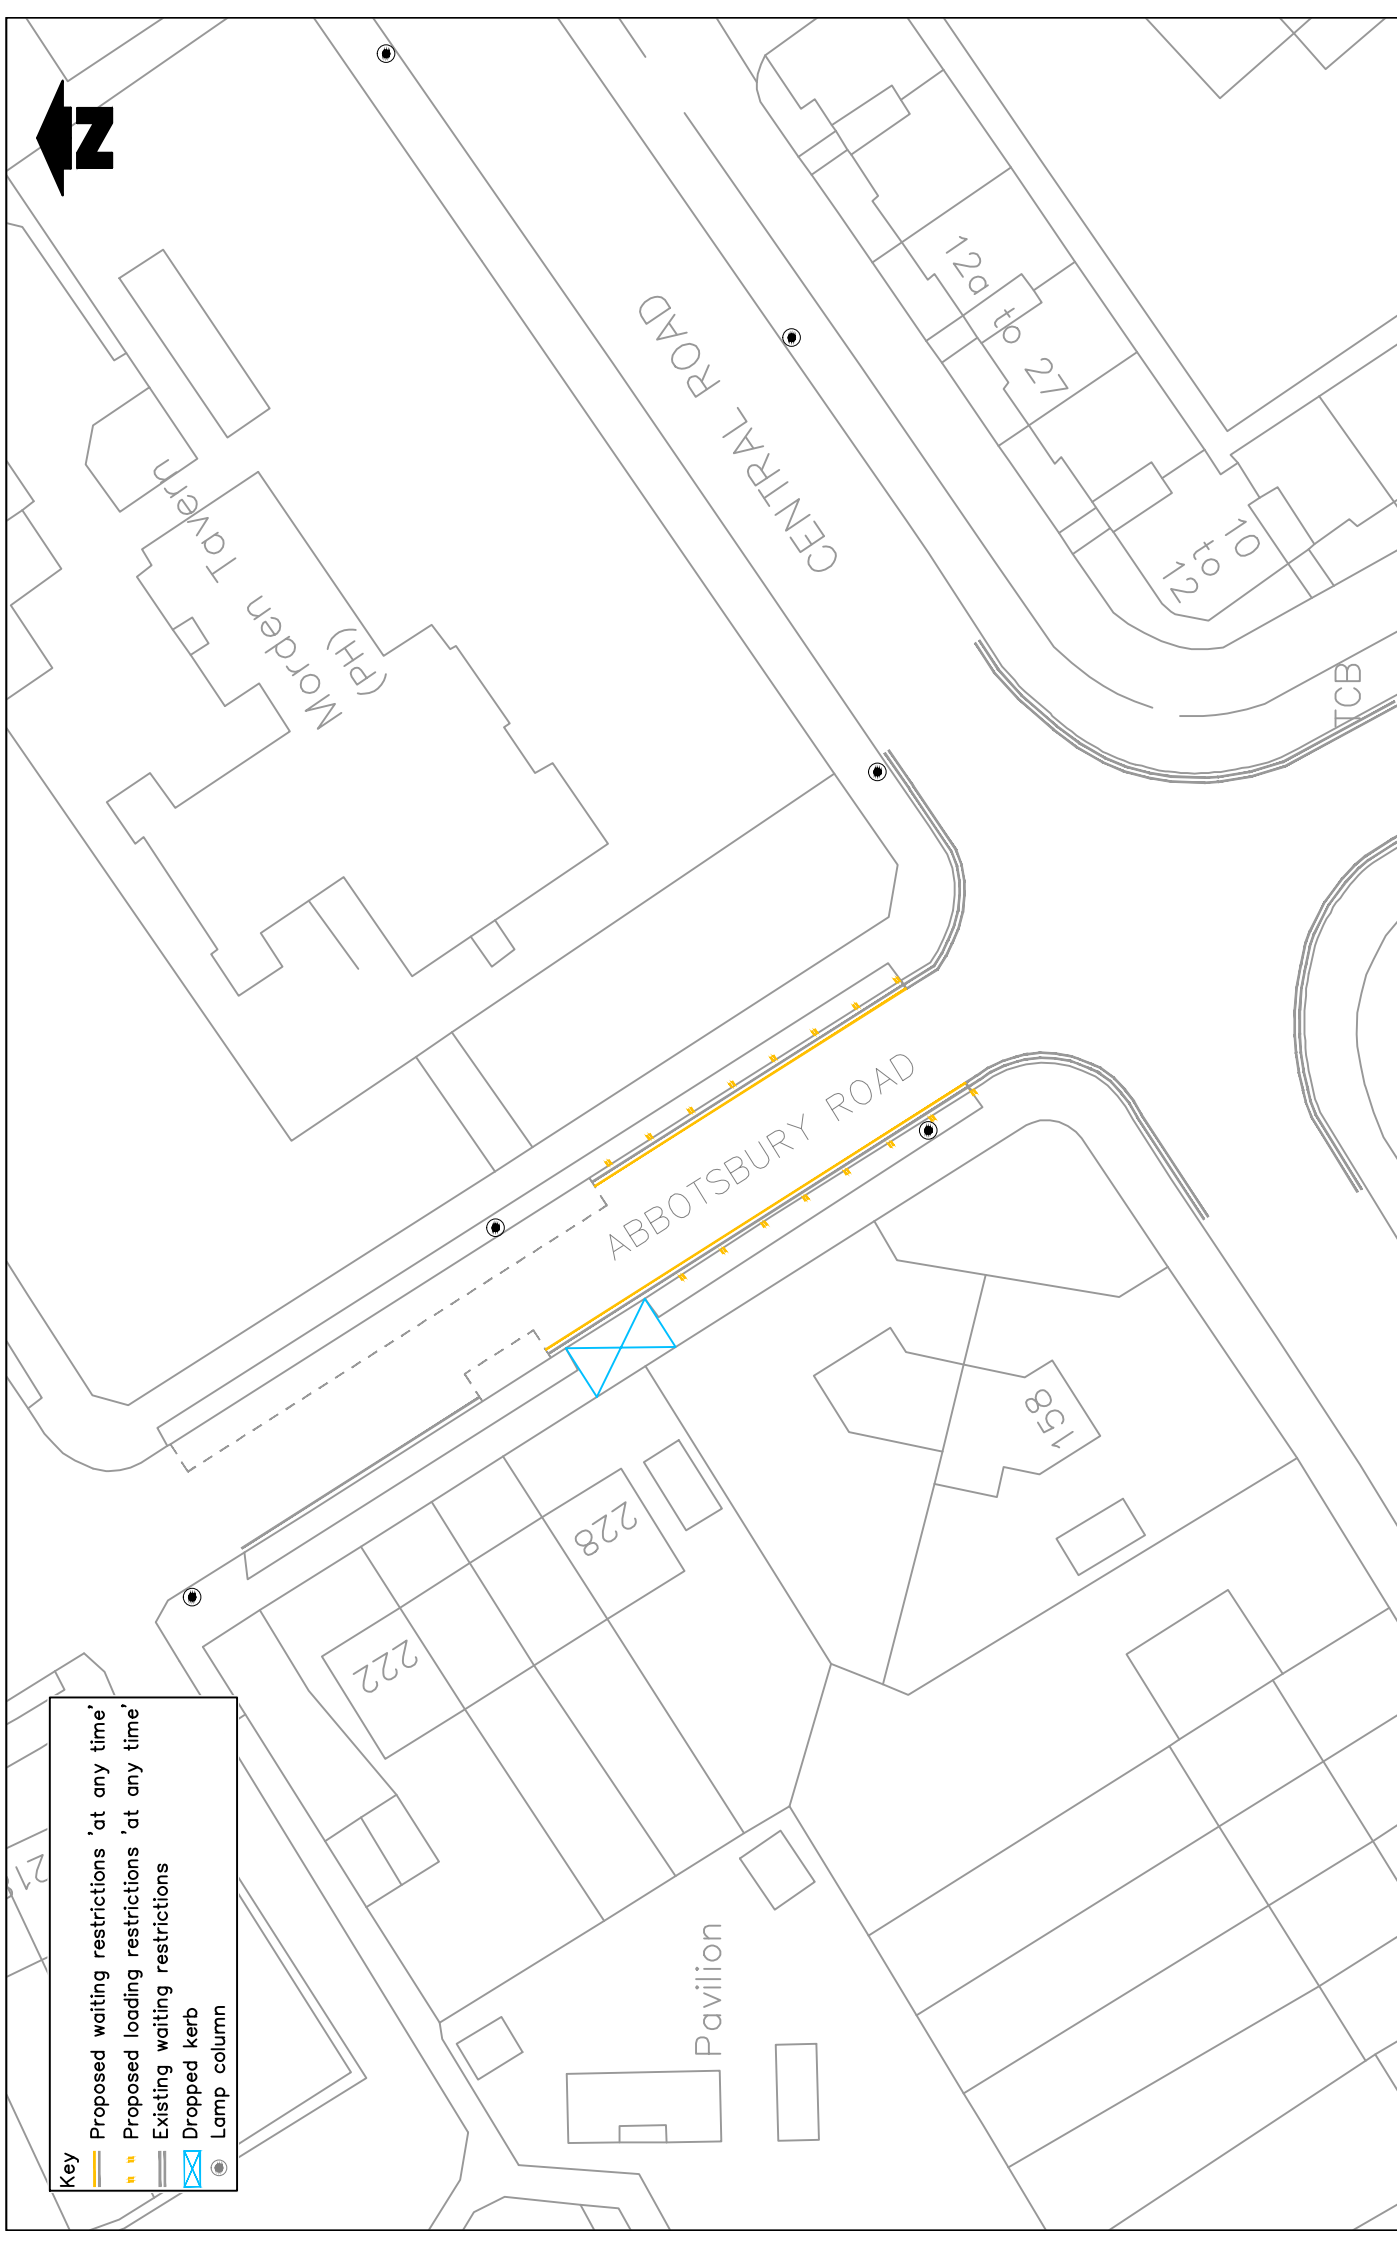 N
Morden Tavern
(PH)
CENTRAL ROAD
12a to 27
12
to
10
TCB
ABBOTSBURY ROAD
158
228
222
Pavilion
Key
Proposed waiting restrictions 'at any time'
Proposed loading restrictions 'at any time'
Existing waiting restrictions
Dropped kerb
Lamp column